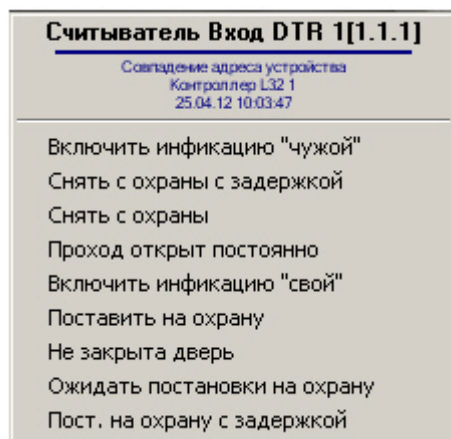 Считыватель Вход DTR 1[1.1.1]
Совпадение адреса устройства
Контроллер L32 1
25.04.12 10:03:47
Включить инфикацию "чужой"
Снять с охраны с задержкой
Снять с охраны
Проход открыт постоянно
Включить инфикацию "свой"
Поставить на охрану
Не закрыта дверь
Ожидать постановки на охрану
Пост. на охрану с задержкой